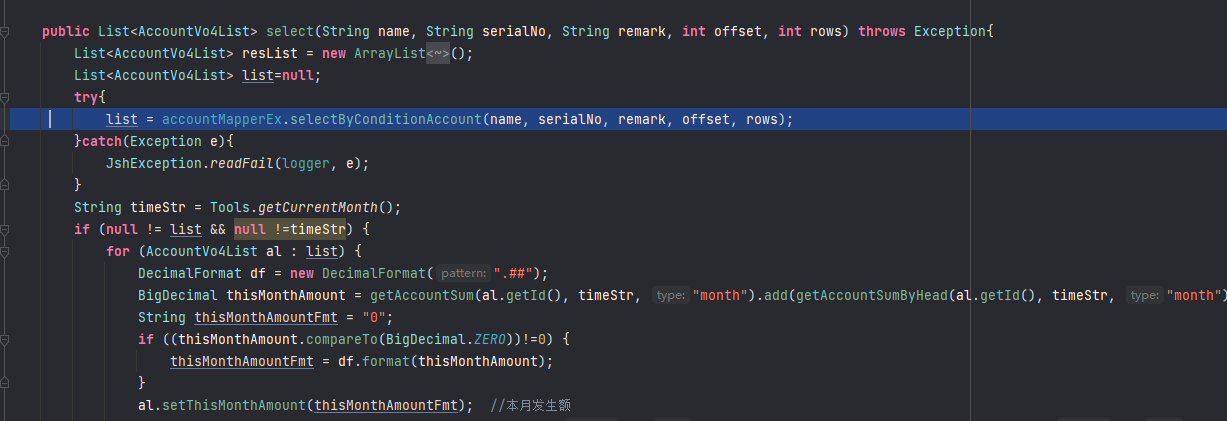 public List<AccountVo4List> select(String name, String serialNo, String remark, int offset, int rows) throws Exception{
List<AccountVo4List> resList = new ArrayList<~>();
List<AccountVo4List> list=null;
try{
list = accountMapperEx.selectByConditionAccount(name, serialNo, remark, offset, rows);
}catch(Exception e){
JshException.readFail(logger, e);
}
String timeStr = Tools.getCurrentMonth();
if (null != list && null !=timeStr) {
for (AccountVo4List al : list) {
DecimalFormat df = new DecimalFormat( pattern: ".##");
BigDecimal thisMonthAmount = getAccountSum(al.getId(), timeStr, type: "month").add(getAccountSumByHead(al.getId(), timeStr, type: "month")
String thisMonthAmountFmt = "0";
if ((thisMonthAmount.compareTo(BigDecimal.ZERO))!=0) {
thisMonthAmountFmt = df.format(thisMonthAmount);
}
al.setThisMonthAmount(thisMonthAmountFmt); //本月发生额